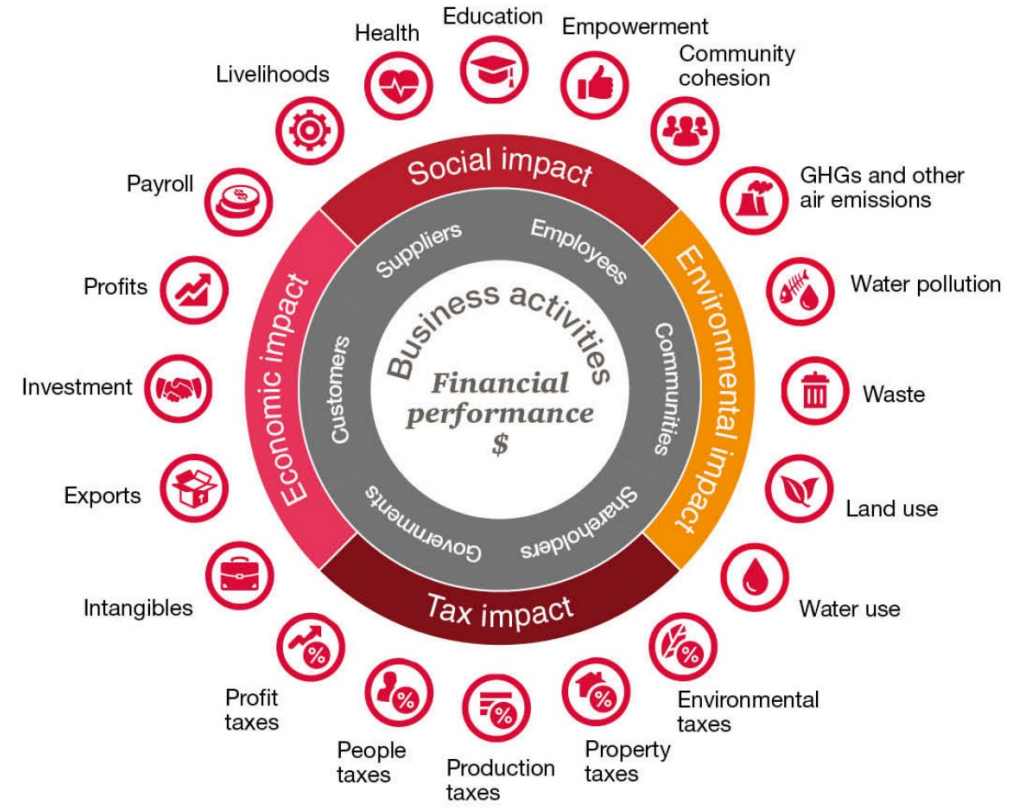 Education
Health
Empowerment
Livelihoods
Community
cohesion
Payroll
GHGs and other
air emissions
Profits
Water pollution
Investment
Waste
Exports
Land use
Intangibles
Water use
Profit
taxes
People
taxes
Production
taxes
Property
taxes
Environmental
taxes
Social impact
Environmental impact
Tax impact
Economic impact
Suppliers
Employees
Communities
Shareholders
Governments
Customers
Business activities
Financial
performance
$
$
%
%
%
%
%